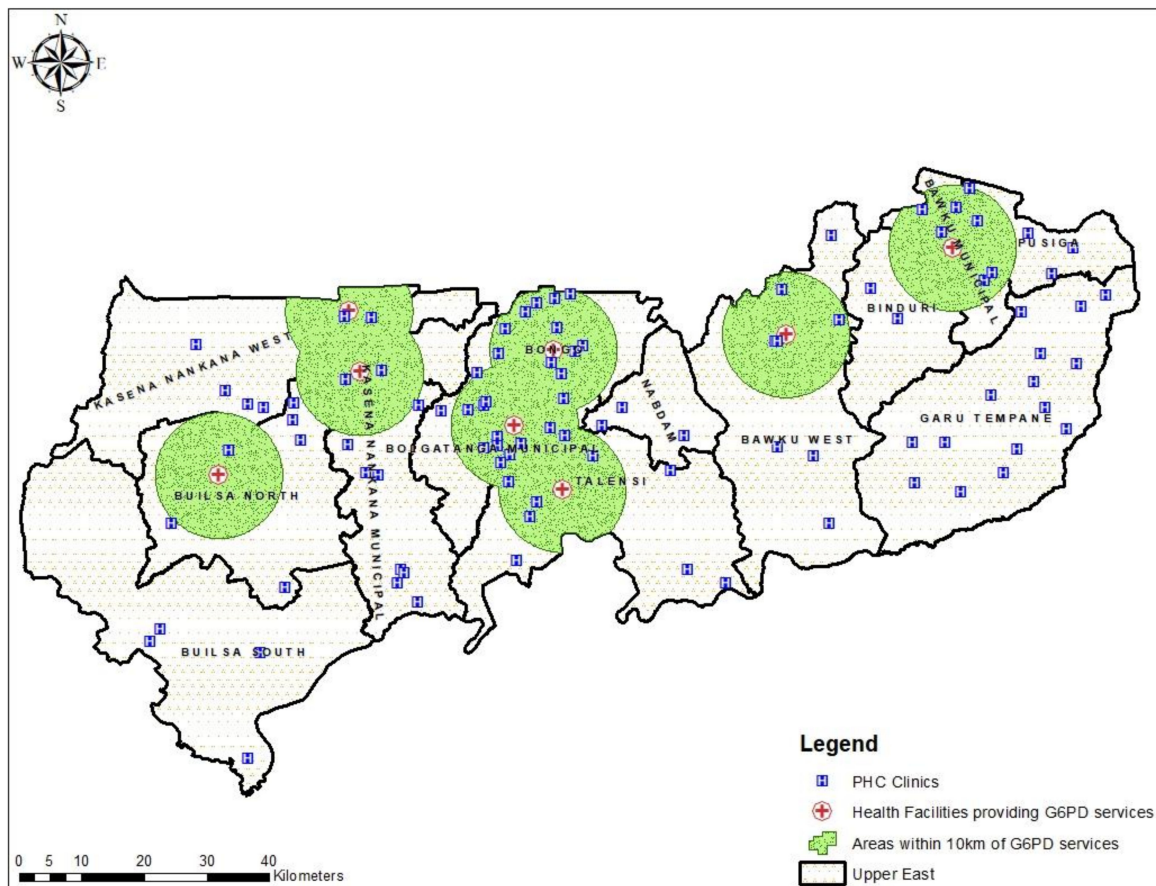 N
W E
S
BAWKU MUNICIPAL
PUSIGA
BINDURI
KASENA NANKANA WEST
BONGO
NABDAM
KASENA NANKANA MUNICIPAL
GARU TEMPANE
BOLGATANGA MUNICIPAL
BAWKU WEST
TALENSI
BUILSA NORTH
BUILSA SOUTH
Legend
H PHC Clinics
Health Facilities providing G6PD services
Areas within 10km of G6PD services
Upper East
0 5 10 20 30 40
Kilometers